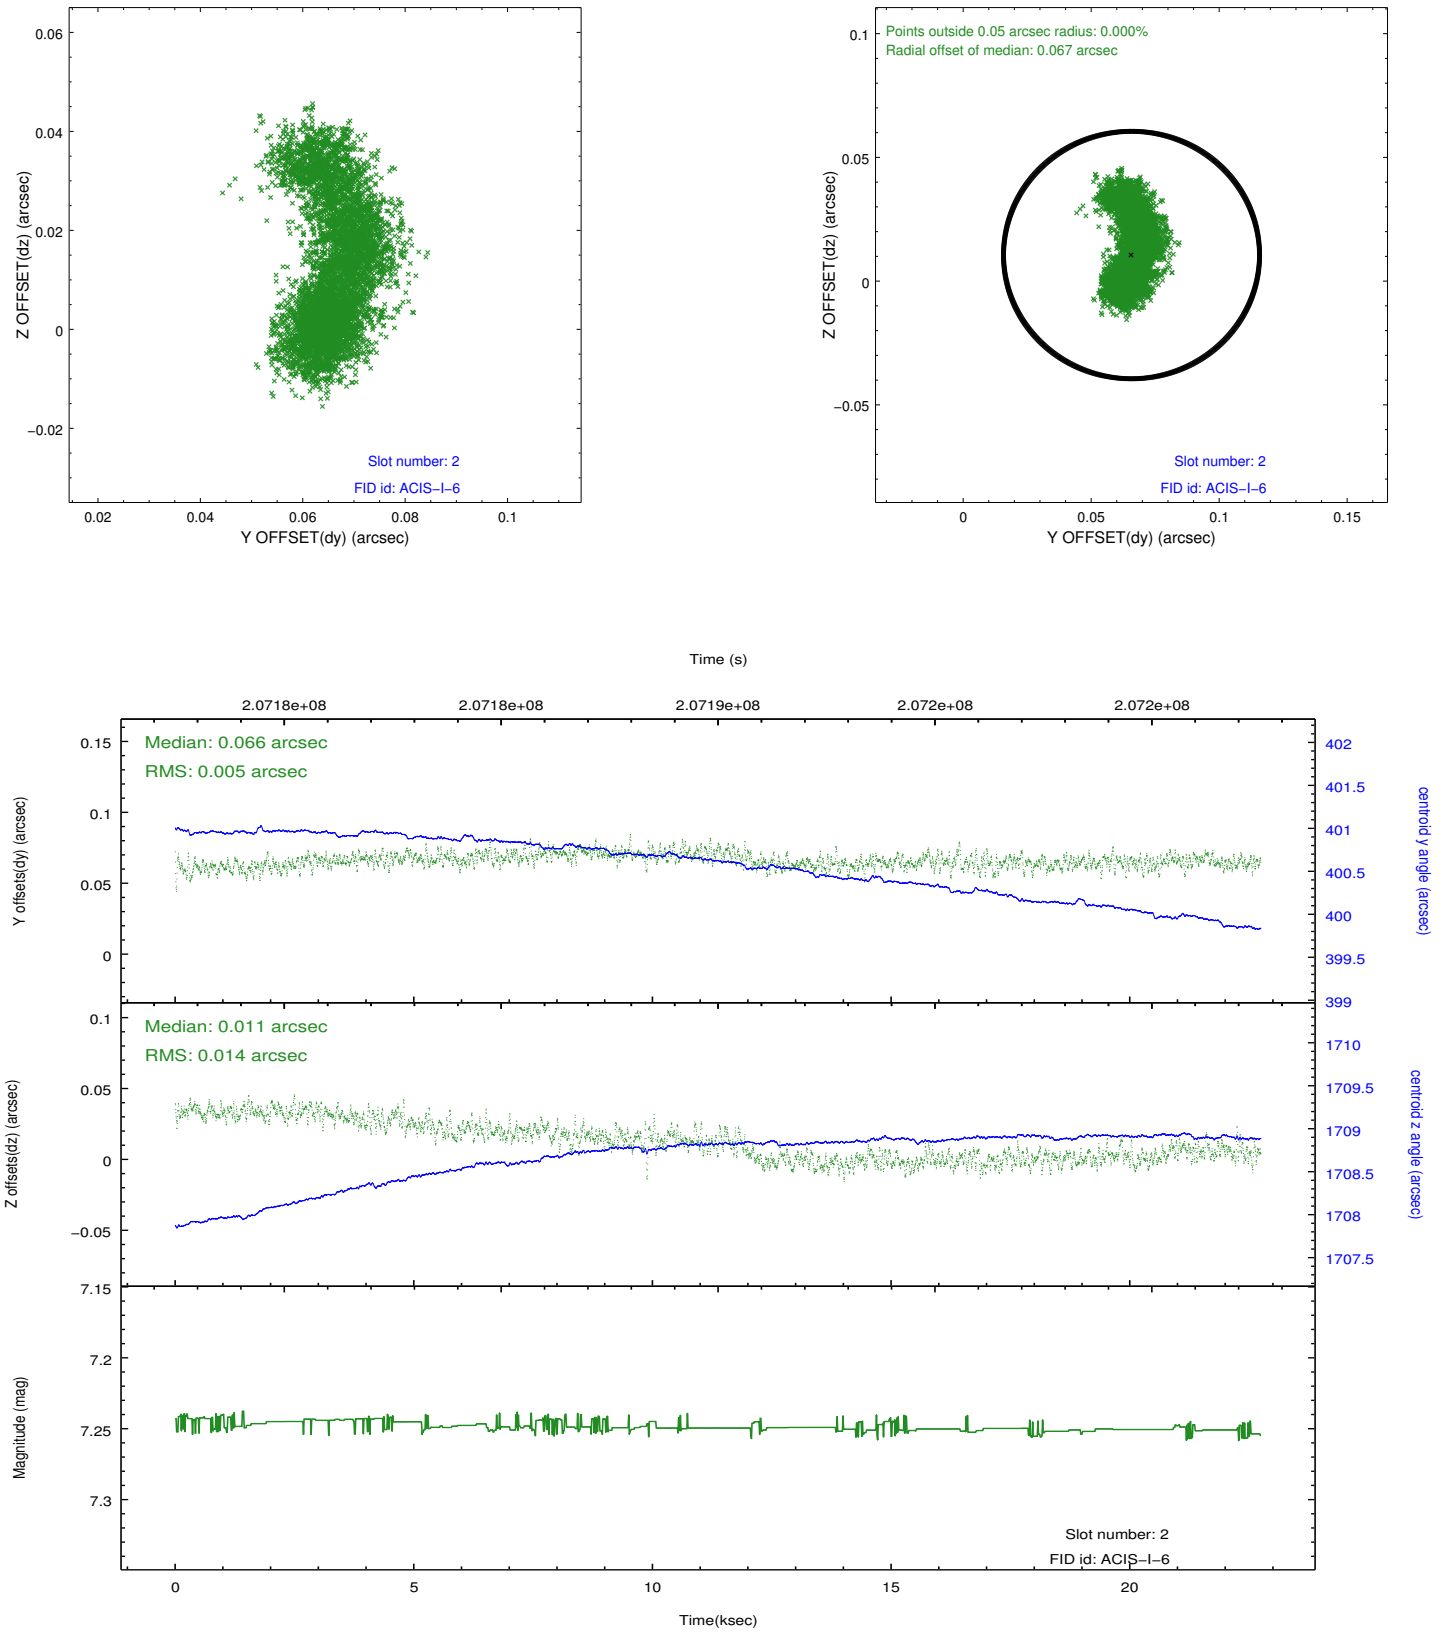 0.06
0.04
0.02
0
−0.02
Z OFFSET(dz) (arcsec)
Slot number: 2
FID id: ACIS−I−6
0.02
0.04
0.06
0.08
0.1
Y OFFSET(dy) (arcsec)
Points outside 0.05 arcsec radius: 0.000%
Radial offset of median: 0.067 arcsec
0.1
0.05
0
−0.05
Z OFFSET(dz) (arcsec)
Slot number: 2
FID id: ACIS−I−6
0
0.05
0.1
0.15
Y OFFSET(dy) (arcsec)
Time (s)
2.0718e+08
2.0718e+08
2.0719e+08
2.072e+08
2.072e+08
Median: 0.066 arcsec
RMS: 0.005 arcsec
0.15
0.1
0.05
0
Y offsets(dy) (arcsec)
402
401.5
401
400.5
400
399.5
399
centroid y angle (arcsec)
Median: 0.011 arcsec
RMS: 0.014 arcsec
0.1
0.05
0
−0.05
Z offsets(dz) (arcsec)
1710
1709.5
1709
1708.5
1708
1707.5
centroid z angle (arcsec)
7.15
7.2
7.25
7.3
Magnitude (mag)
Slot number: 2
FID id: ACIS−I−6
0
5
10
15
20
Time(ksec)